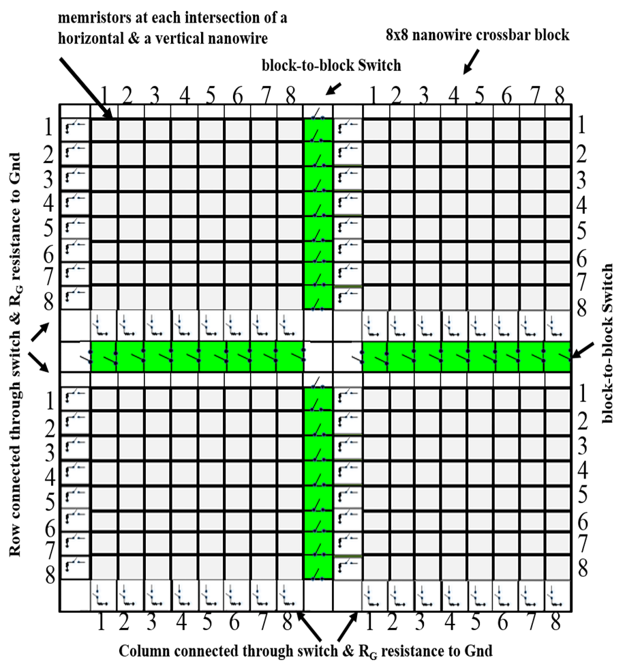 memristors at each intersection of a
horizontal & a vertical nanowire
8x8 nanowire crossbar block
block-to-block Switch
1 2 3 4 5 6 7 8
1 2 3 4 5 6 7 8
1
2
3
4
5
6
7
8
1
2
3
4
5
6
7
8
Row connected through switch & R_G resistance to Gnd
block-to-block Switch
1
2
3
4
5
6
7
8
1
2
3
4
5
6
7
8
1 2 3 4 5 6 7 8
1 2 3 4 5 6 7 8
Column connected through switch & R_G resistance to Gnd